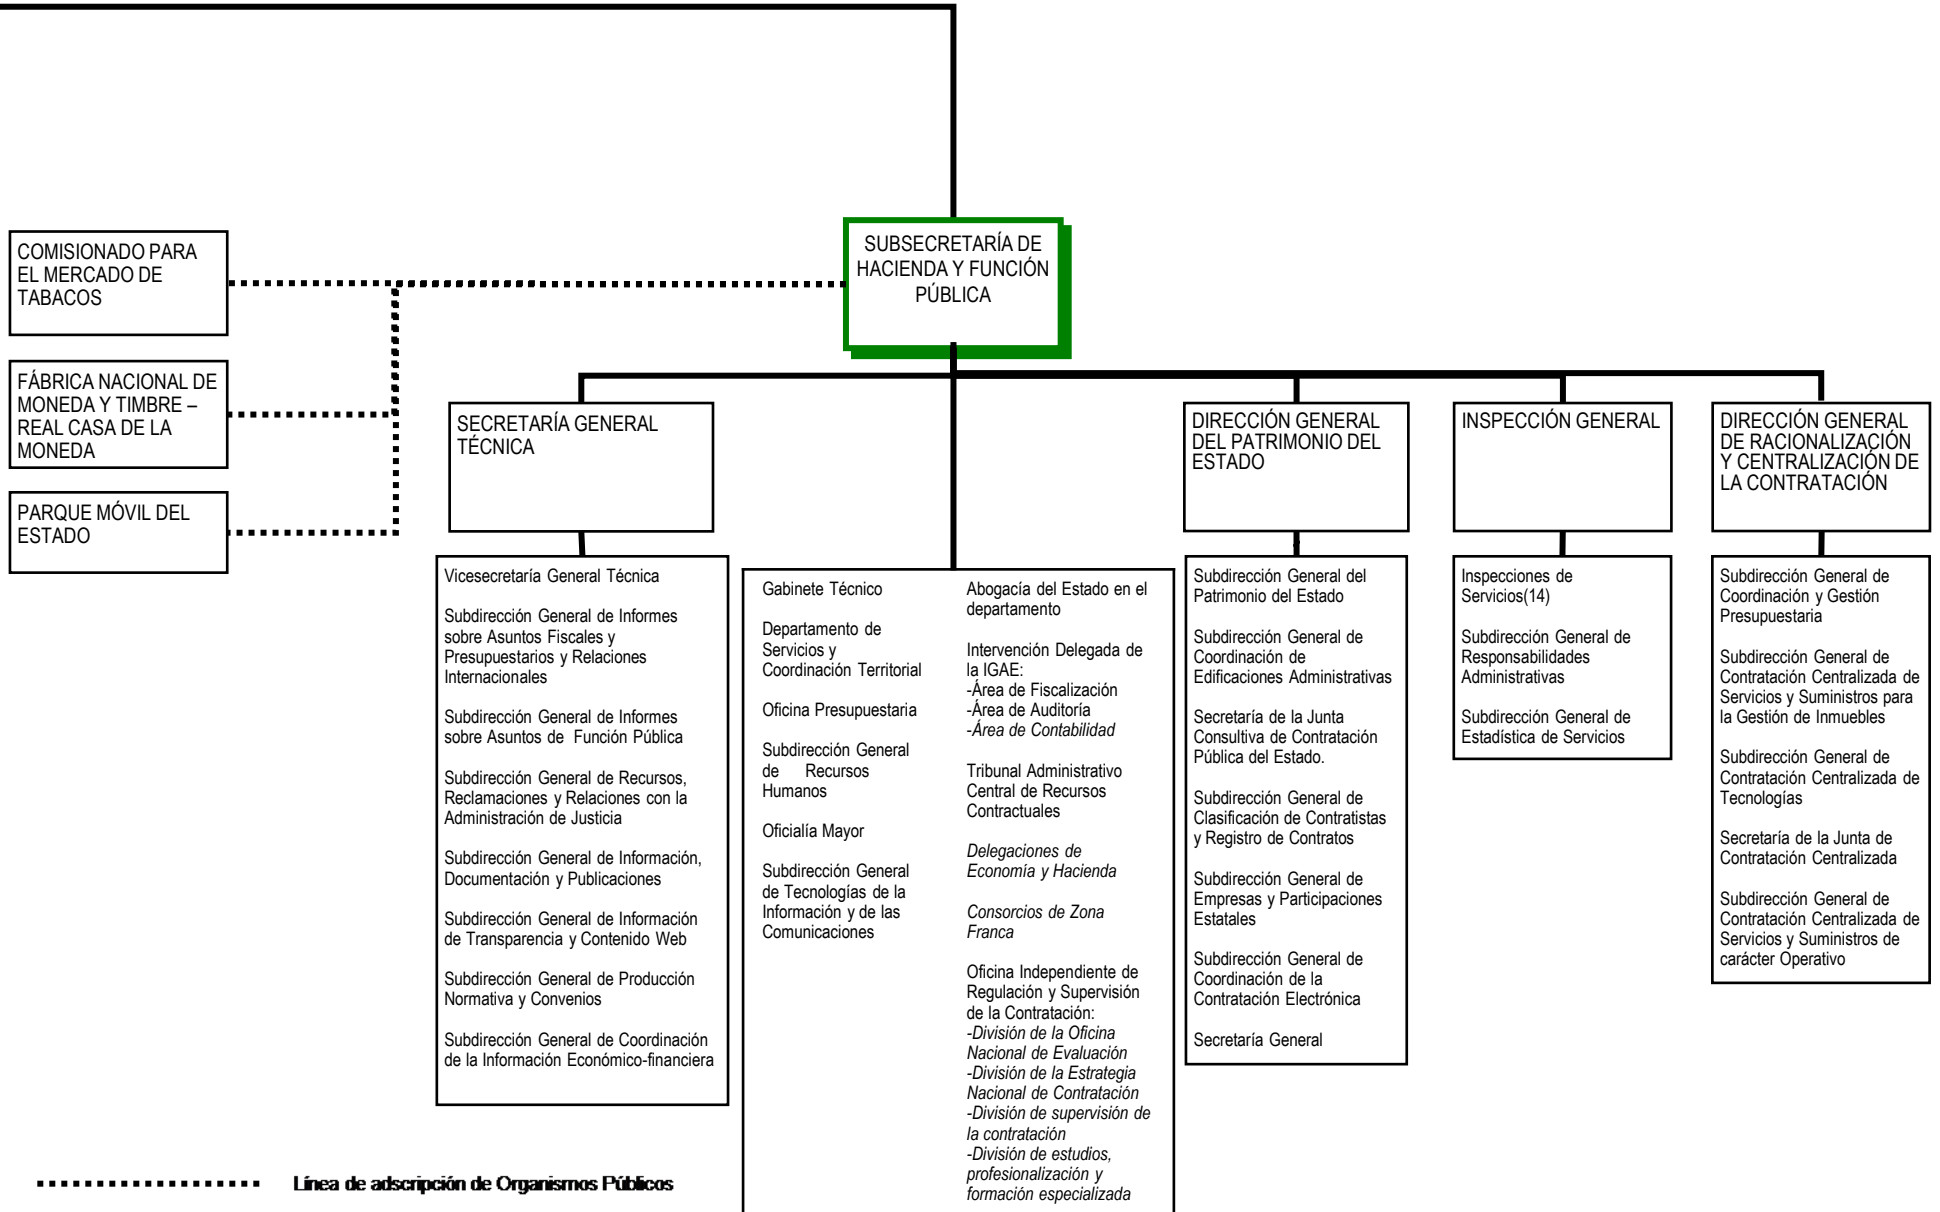 SUBSECRETARÍA DE
HACIENDA Y FUNCIÓN
PÚBLICA
COMISIONADO PARA
EL MERCADO DE
TABACOS
FÁBRICA NACIONAL DE
MONEDA Y TIMBRE –
REAL CASA DE LA
MONEDA
PARQUE MÓVIL DEL
ESTADO
SECRETARÍA GENERAL
TÉCNICA
Vicesecretaría General Técnica
Subdirección General de Informes
sobre Asuntos Fiscales y
Presupuestarios y Relaciones
Internacionales
Subdirección General de Informes
sobre Asuntos de Función Pública
Subdirección General de Recursos,
Reclamaciones y Relaciones con la
Administración de Justicia
Subdirección General de Información,
Documentación y Publicaciones
Subdirección General de Información
de Transparencia y Contenido Web
Subdirección General de Producción
Normativa y Convenios
Subdirección General de Coordinación
de la Información Económico-financiera
Gabinete Técnico
Departamento de
Servicios y
Coordinación Territorial
Oficina Presupuestaria
Subdirección General
de Recursos
Humanos
Oficialía Mayor
Subdirección General
de Tecnologías de la
Información y de las
Comunicaciones
Abogacía del Estado en el
departamento
Intervención Delegada de
la IGAE:
-Área de Fiscalización
-Área de Auditoría
-Área de Contabilidad
Tribunal Administrativo
Central de Recursos
Contractuales
Delegaciones de
Economía y Hacienda
Consorcios de Zona
Franca
Oficina Independiente de
Regulación y Supervisión
de la Contratación:
-División de la Oficina
Nacional de Evaluación
-División de la Estrategia
Nacional de Contratación
-División de supervisión de
la contratación
-División de estudios,
profesionalización y
formación especializada
DIRECCIÓN GENERAL
DEL PATRIMONIO DEL
ESTADO
Subdirección General del
Patrimonio del Estado
Subdirección General de
Coordinación de
Edificaciones Administrativas
Secretaría de la Junta
Consultiva de Contratación
Pública del Estado.
Subdirección General de
Clasificación de Contratistas
y Registro de Contratos
Subdirección General de
Empresas y Participaciones
Estatales
Subdirección General de
Coordinación de la
Contratación Electrónica
Secretaría General
INSPECCIÓN GENERAL
Inspecciones de
Servicios(14)
Subdirección General de
Responsabilidades
Administrativas
Subdirección General de
Estadística de Servicios
DIRECCIÓN GENERAL
DE RACIONALIZACIÓN
Y CENTRALIZACIÓN DE
LA CONTRATACIÓN
Subdirección General de
Coordinación y Gestión
Presupuestaria
Subdirección General de
Contratación Centralizada de
Servicios y Suministros para
la Gestión de Inmuebles
Subdirección General de
Contratación Centralizada de
Tecnologías
Secretaría de la Junta de
Contratación Centralizada
Subdirección General de
Contratación Centralizada de
Servicios y Suministros de
carácter Operativo
Línea de adscripción de Organismos Públicos